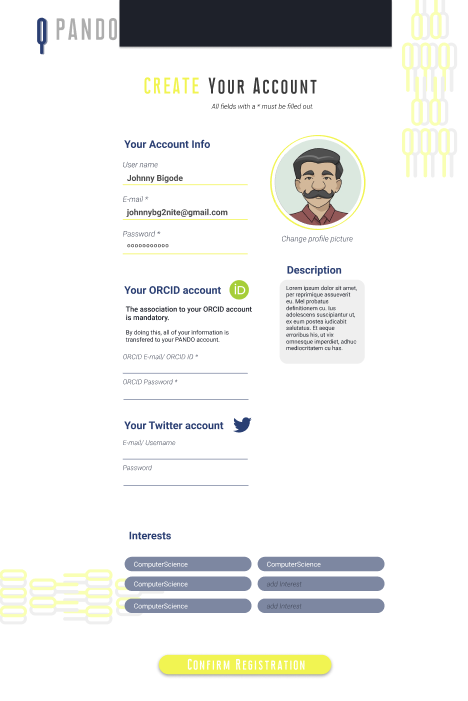 PANDO
CREATE YOUR ACCOUNT
All fields with a * must be filled out.
Your Account Info
User name
Johnny Bigode
E-mail *
johnnybg2nite@gmail.com
Password *
ooooooooooo
Change profile picture
Description
Lorem ipsum dolor sit amet,
per reprimique assueverit
eu. Mel probatus
definitionem cu. Ius
adolescens suscipiantur ut,
ex eum postea iudicabit
salutatus. Et aeque
erroribus his, ut vix
omnesque imperdiet, adhuc
mediocritatem cu has.
Your ORCID account
iD
The association to your ORCID account
is mandatory.
By doing this, all of your information is
transfered to your PANDO account.
ORCID E-mail/ ORCID ID *
ORCID Password *
Your Twitter account
E-mail/ Username
Password
Interests
ComputerScience
ComputerScience
ComputerScience
add Interest
ComputerScience
add Interest
CONFIRM REGISTRATION